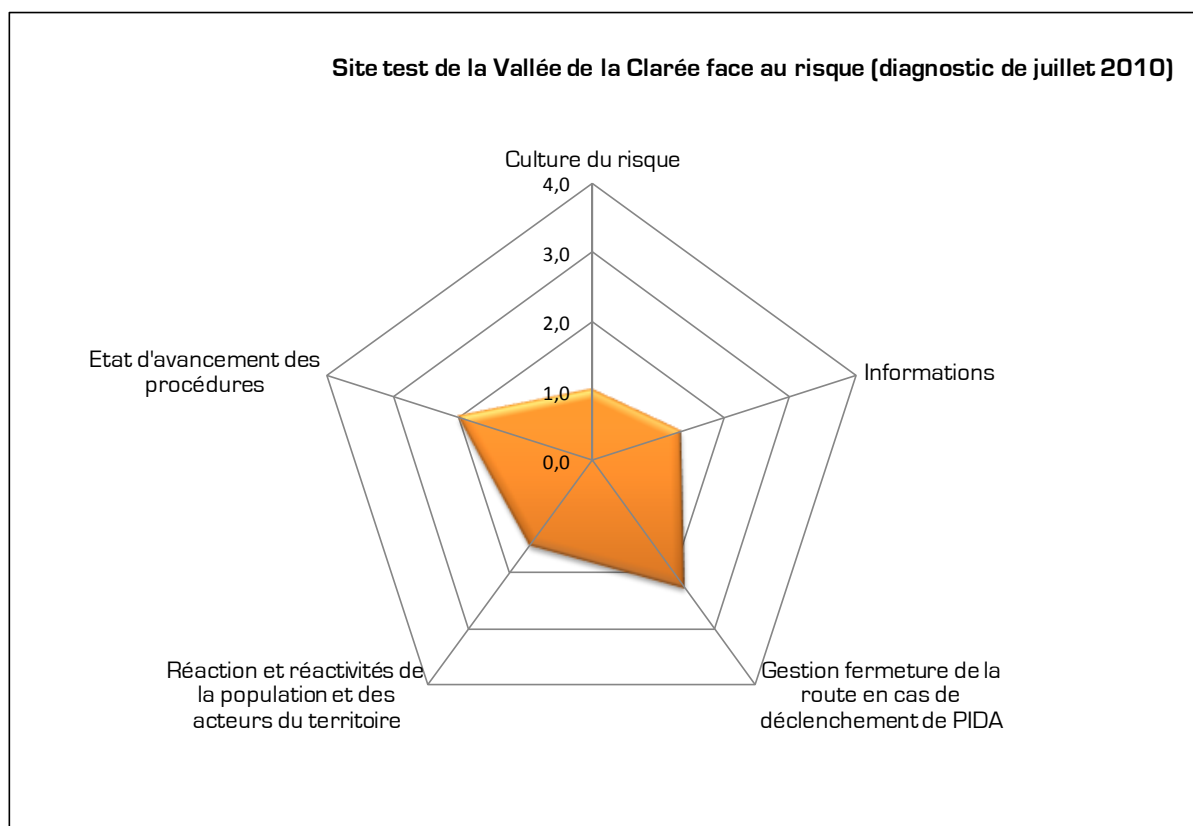 Site test de la Vallée de la Clarée face au risque (diagnostic de juillet 2010)
Culture du risque
4,0
3,0
2,0
1,0
0,0
Informations
Gestion fermeture de la
route en cas de
déclenchement de PIDA
Réaction et réactivités de
la population et des
acteurs du territoire
Etat d'avancement des
procédures